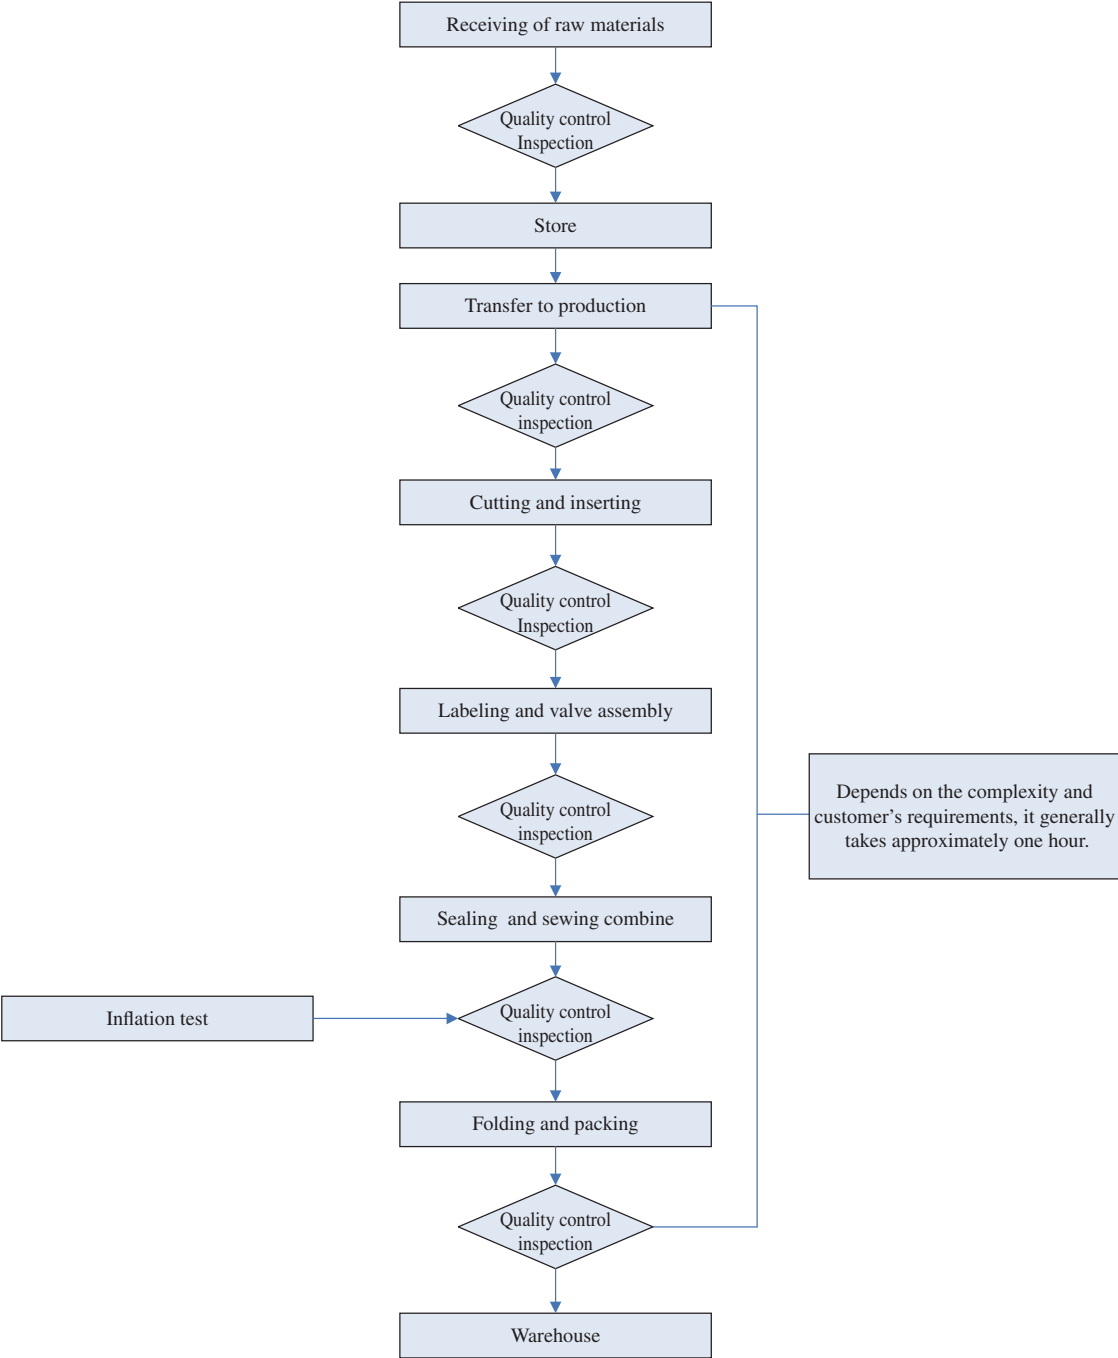 Receiving of raw materials
Quality control
Inspection
Store
Transfer to production
Quality control
inspection
Cutting and inserting
Quality control
Inspection
Labeling and valve assembly
Depends on the complexity and
customer’s requirements, it generally
takes approximately one hour.
Quality control
inspection
Sealing and sewing combine
Inflation test
Quality control
inspection
Folding and packing
Quality control
inspection
Warehouse